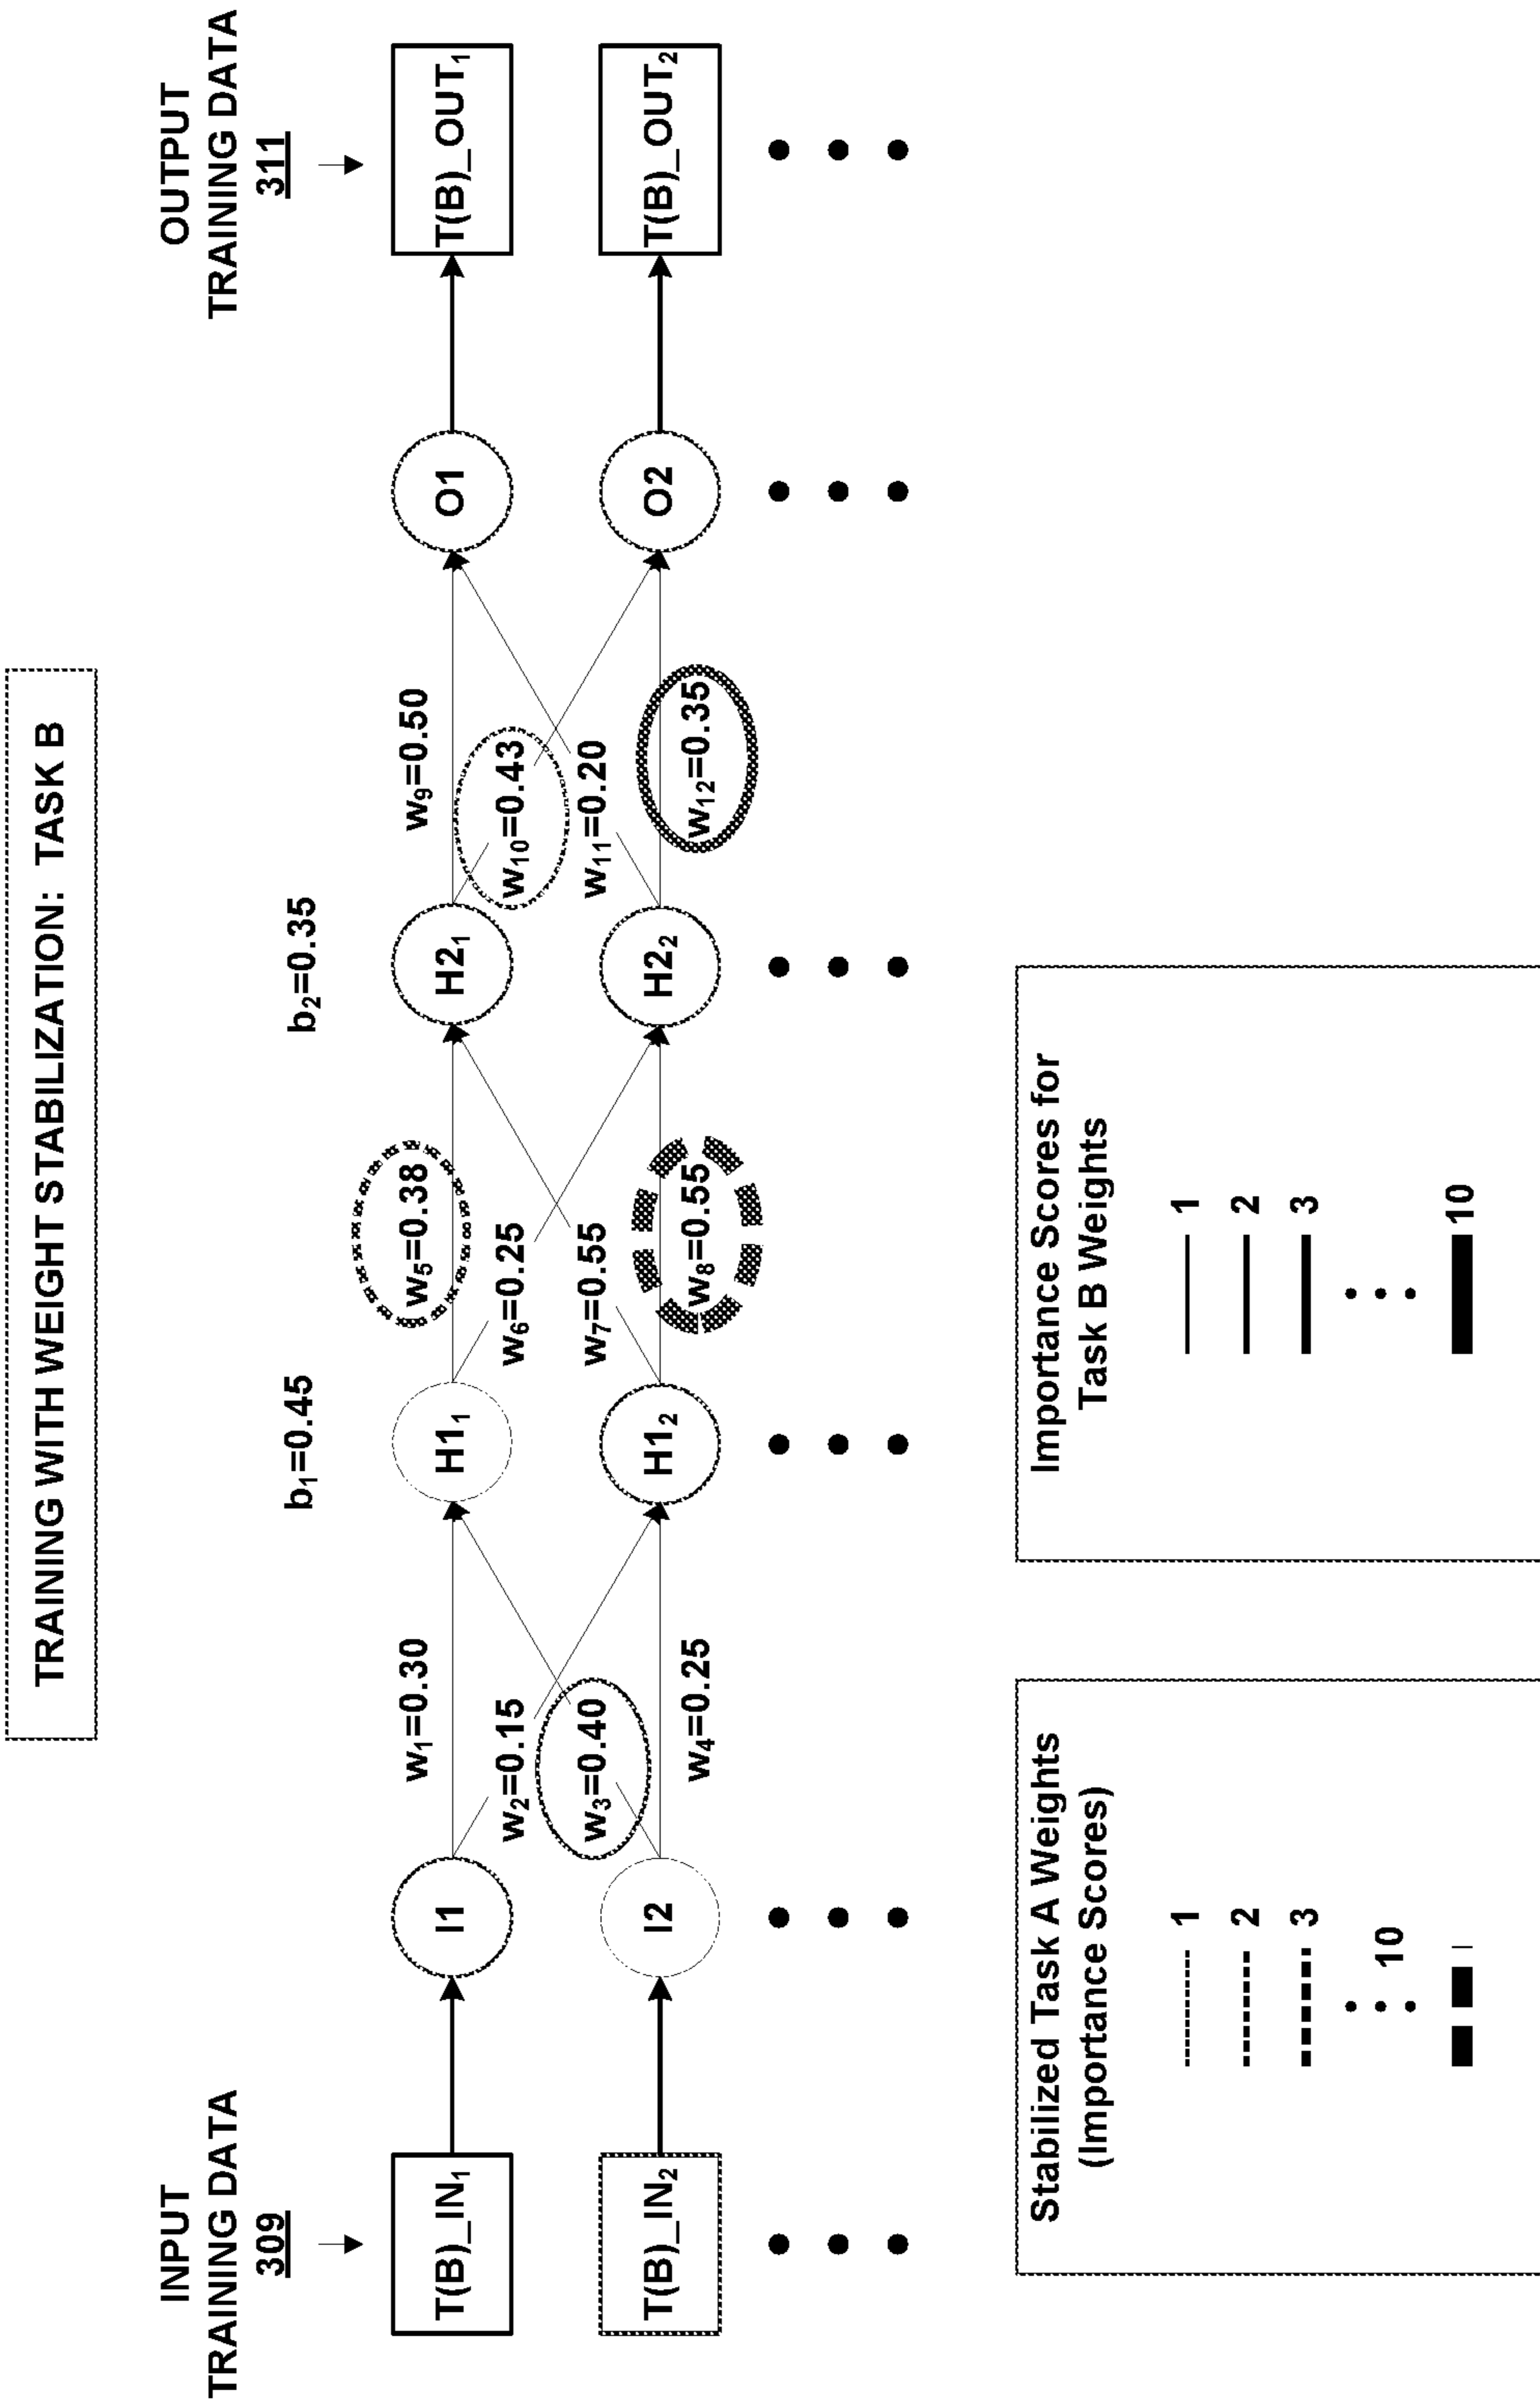 TRAINING WITH WEIGHT STABILIZATION: TASK B
INPUT
TRAINING DATA
309
OUTPUT
TRAINING DATA
311
b₁=0.45
b₂=0.35
T(B)_IN₁
I1
w₁=0.30
H1₁
w₅=0.38
H2₁
w₉=0.50
O1
T(B)_OUT₁
w₂=0.15
w₆=0.25
w₁₀=0.43
w₃=0.40
w₇=0.55
w₁₁=0.20
T(B)_IN₂
I2
w₄=0.25
H1₂
w₈=0.55
H2₂
w₁₂=0.35
O2
T(B)_OUT₂
Stabilized Task A Weights
(Importance Scores)
1
2
3
10
Importance Scores for
Task B Weights
1
2
3
10